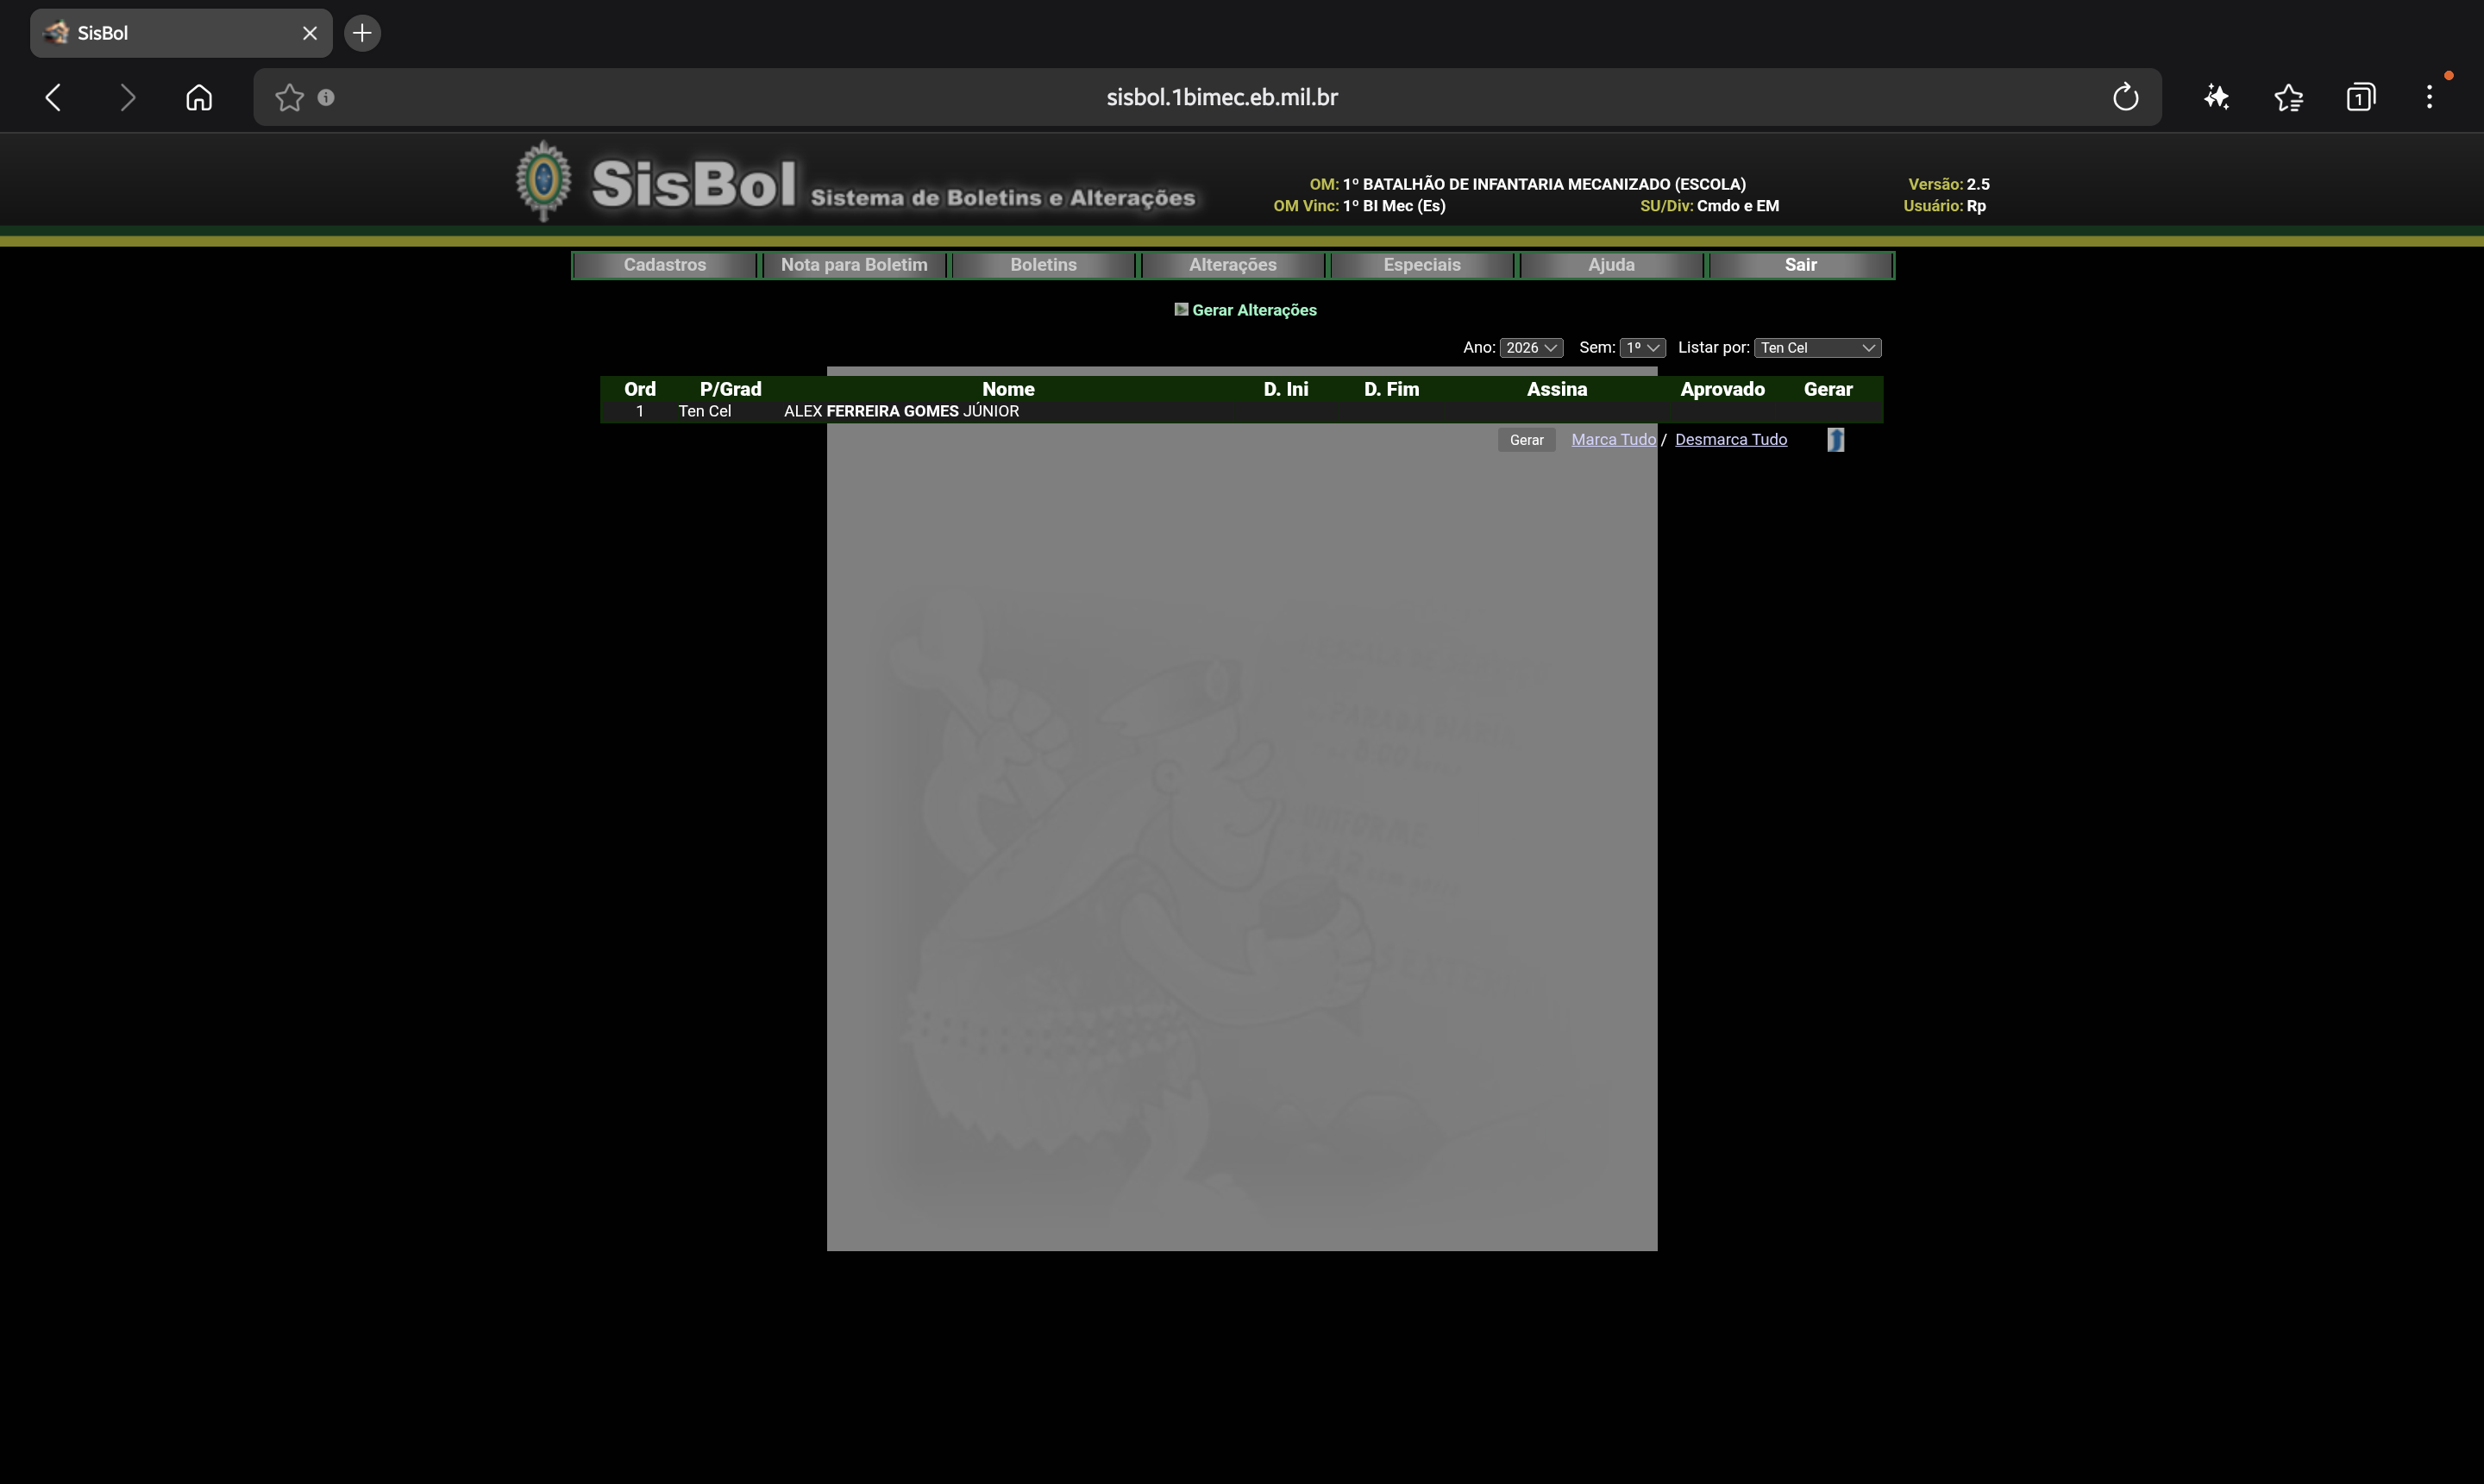 SisBol
sisbol.1bimec.eb.mil.br
1
SisBol Sistema de Boletins e Alterações
OM: 1º BATALHÃO DE INFANTARIA MECANIZADO (ESCOLA) Versão: 2.5
OM Vinc: 1º BI Mec (Es) SU/Div: Cmdo e EM Usuário: Rp
Cadastros Nota para Boletim Boletins Alterações Especiais Ajuda Sair
Gerar Alterações
Ano: 2026 Sem: 1º Listar por: Ten Cel
Ord P/Grad Nome D. Ini D. Fim Assina Aprovado Gerar
1 Ten Cel ALEX FERREIRA GOMES JÚNIOR
Gerar Marca Tudo / Desmarca Tudo